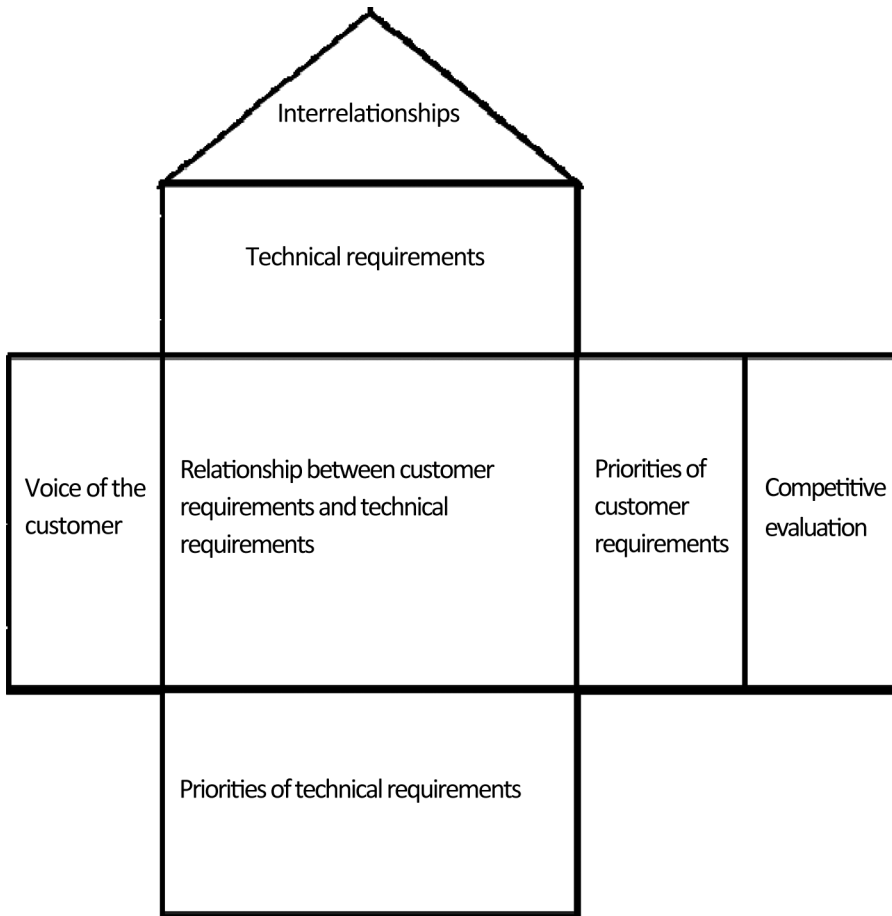 Interrelationships
Technical requirements
Voice of the
customer
Relationship between customer
requirements and technical
requirements
Priorities of
customer
requirements
Competitive
evaluation
Priorities of technical requirements